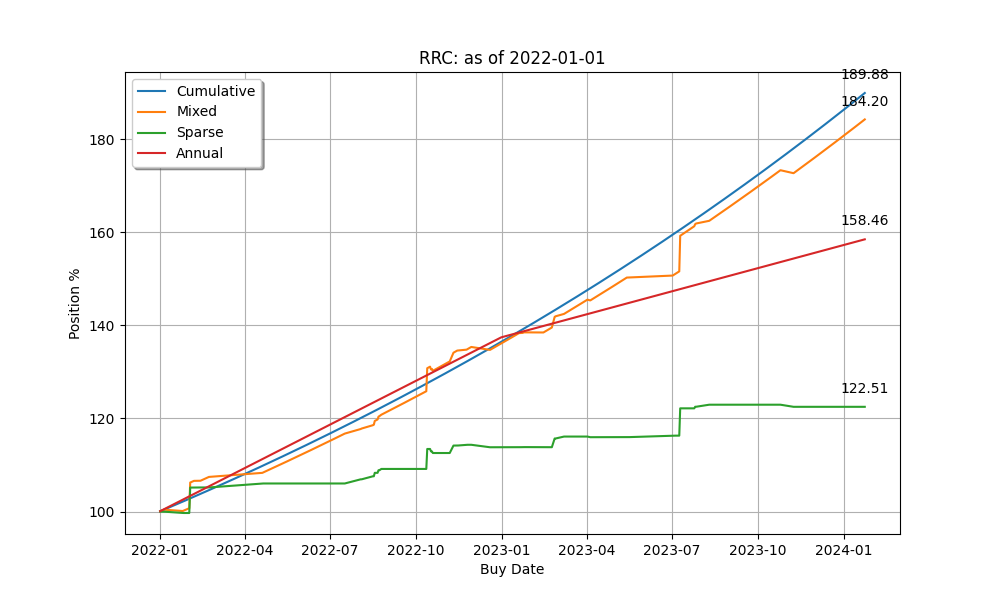 RRC: as of 2022-01-01
189.88
184.20
158.46
122.51
Cumulative
Mixed
Sparse
Annual
Position %
180
160
140
120
100
2022-01 2022-04 2022-07 2022-10 2023-01 2023-04 2023-07 2023-10 2024-01
Buy Date